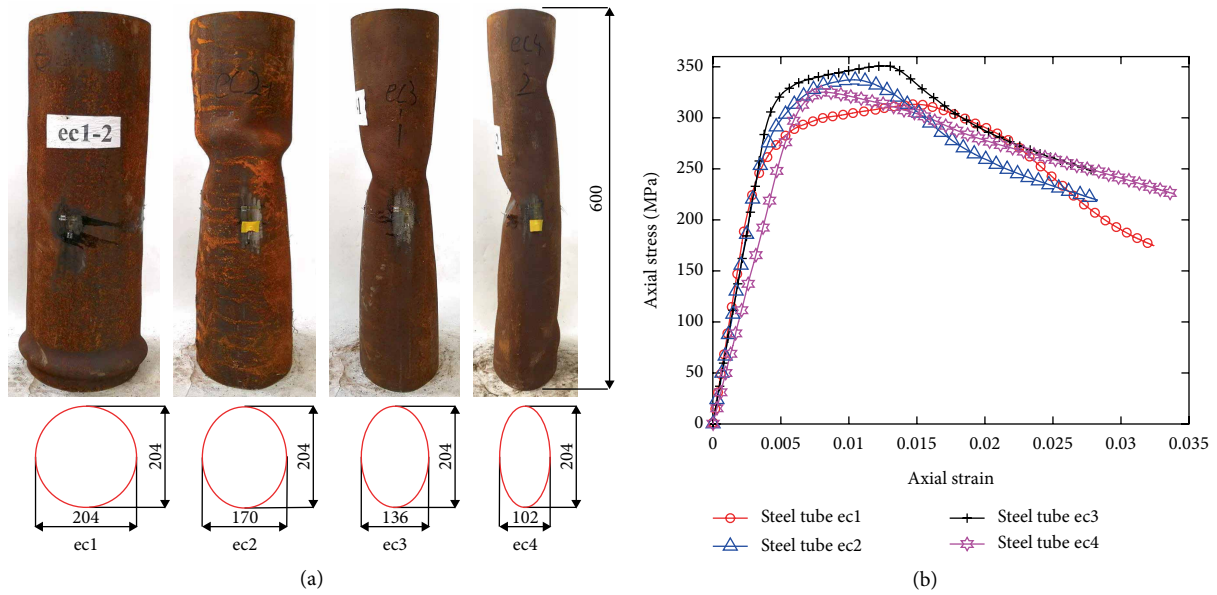 ec1-2
ec2-1
ec3
1
ec4
2
600
204
204
204
204
204
170
136
102
ec1
ec2
ec3
ec4
(a)
350
300
250
200
150
100
50
0
Axial stress (MPa)
0
0.005
0.01
0.015
0.02
0.025
0.03
0.035
Axial strain
Steel tube ec1
Steel tube ec3
Steel tube ec2
Steel tube ec4
(b)